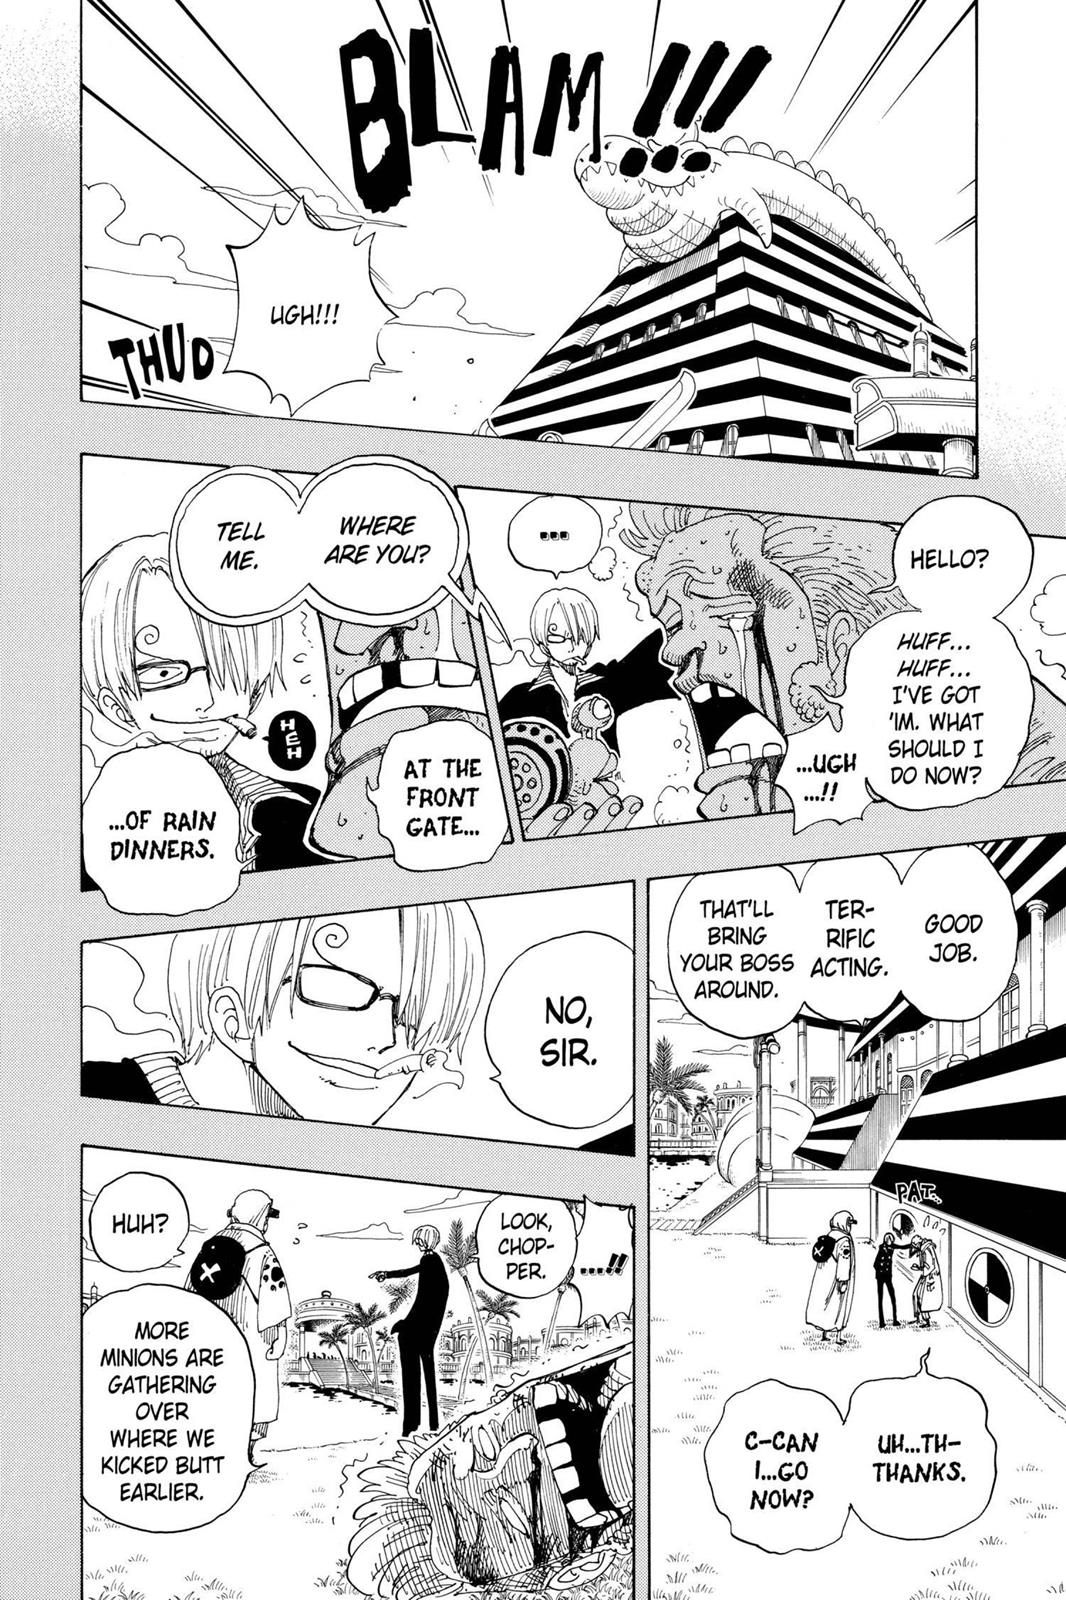 BLAM!!!
UGH!!!
THUD
HELLO?
HUFF...
HUFF...
I'VE GOT
'IM. WHAT
SHOULD I
DO NOW?
...UGH
...!!
...
WHERE
ARE YOU?
TELL
ME.
HEH
AT THE
FRONT
GATE...
...OF RAIN
DINNERS.
GOOD
JOB.
TER-
RIFIC
ACTING.
THAT'LL
BRING
YOUR BOSS
AROUND.
PAT...
UH...TH-
THANKS.
C-CAN
I...GO
NOW?
NO,
SIR.
.....!!
LOOK,
CHOP-
PER.
HUH?
MORE
MINIONS ARE
GATHERING
OVER
WHERE WE
KICKED BUTT
EARLIER.